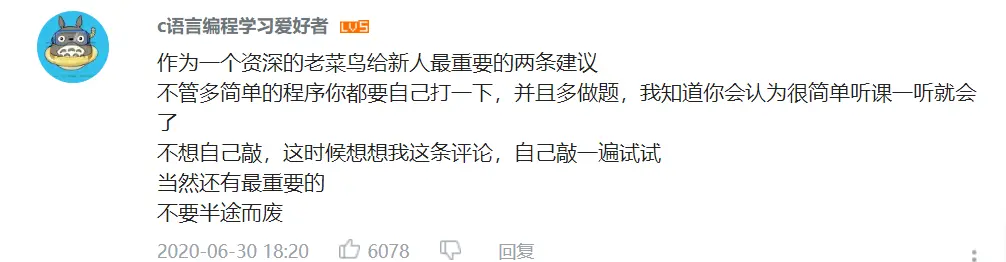 c语言编程学习爱好者 LV5
作为一个资深的老菜鸟给新人最重要的两条建议
不管多简单的程序你都要自己打一下，并且多做题，我知道你会认为很简单听课一听就会
了
不想自己敲，这时候想想我这条评论，自己敲一遍试试
当然还有最重要的
不要半途而废
2020-06-30 18:20 6078 回复